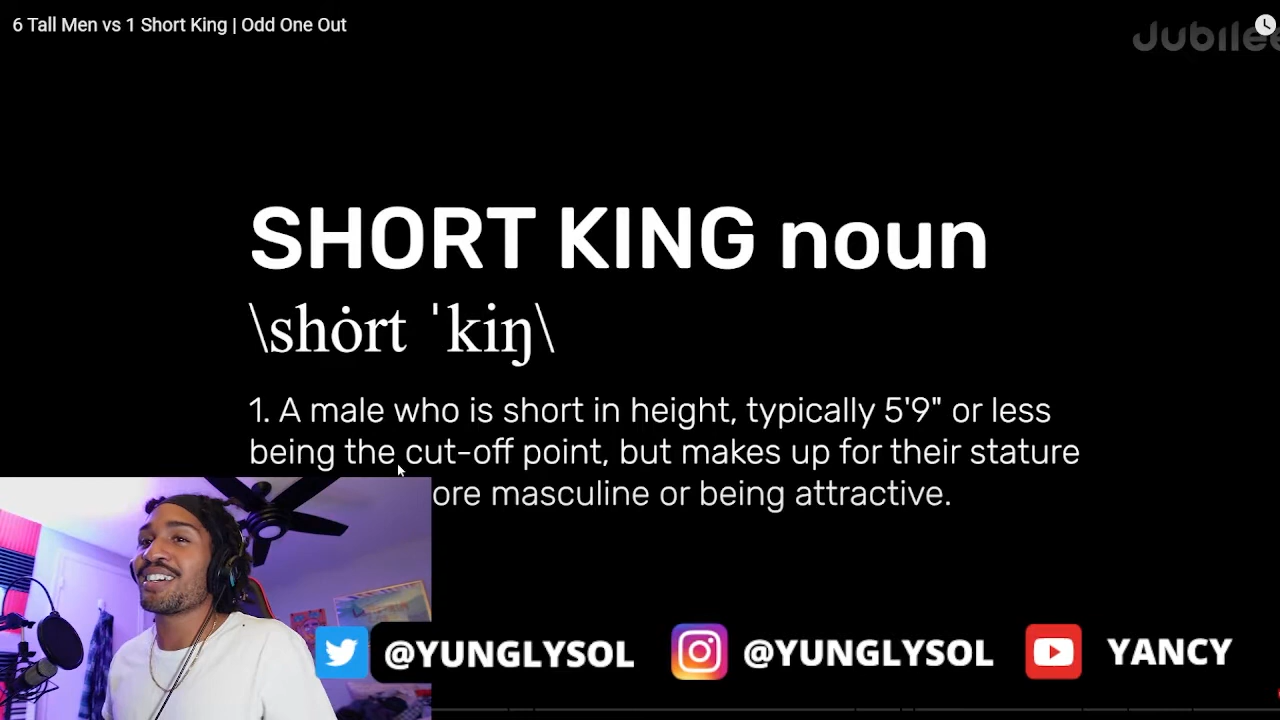 6 Tall Men vs 1 Short King | Odd One Out
Jubilee
SHORT KING noun
\shȯrt ˈkiŋ\
1. A male who is short in height, typically 5'9" or less
being the cut-off point, but makes up for their stature
ore masculine or being attractive.
@YUNGLYSOL @YUNGLYSOL YANCY